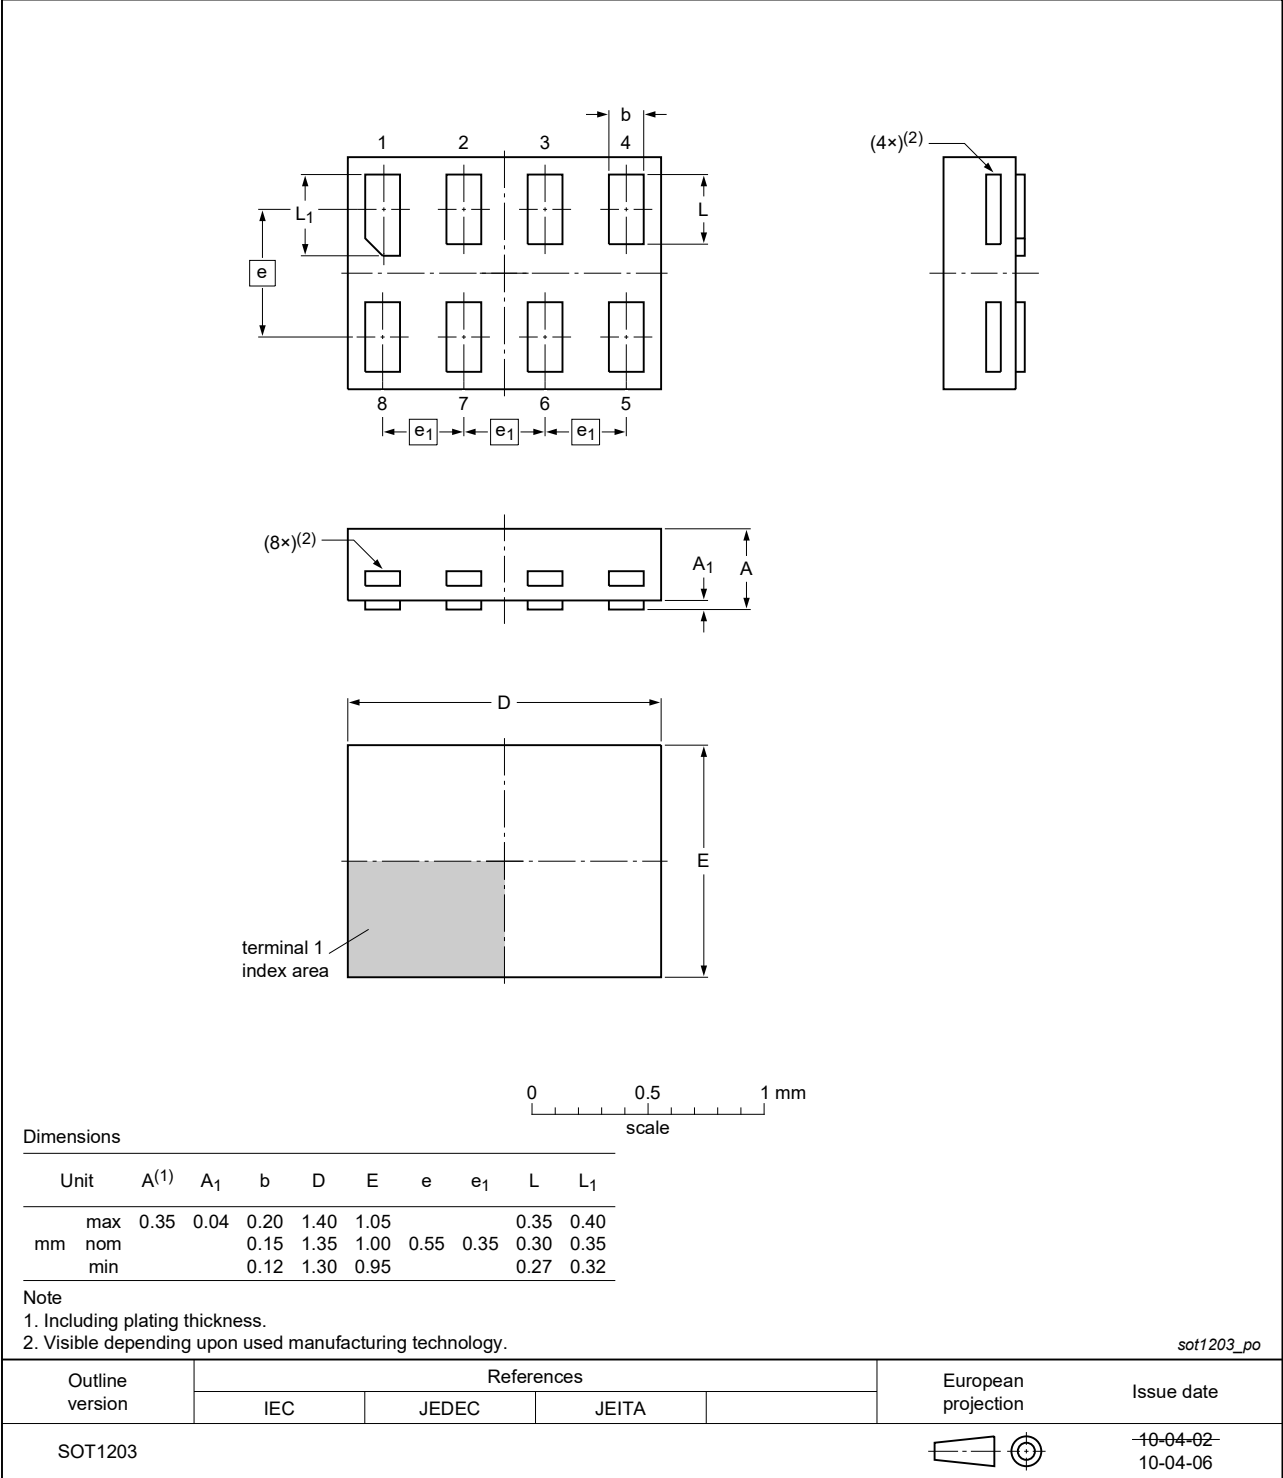 b
1 2 3 4
(4×)(2)
L1
L
e
8 7 6 5
e1 e1 e1
(8×)(2)
A1 A
D
E
terminal 1
index area
0 0.5 1 mm
scale
Dimensions
Unit A(1) A1 b D E e e1 L L1
max 0.35 0.04 0.20 1.40 1.05 0.35 0.40
mm nom 0.15 1.35 1.00 0.55 0.35 0.30 0.35
min 0.12 1.30 0.95 0.27 0.32
Note
1. Including plating thickness.
2. Visible depending upon used manufacturing technology.
sot1203_po
Outline version References European projection Issue date
IEC JEDEC JEITA
SOT1203
10-04-02
10-04-06